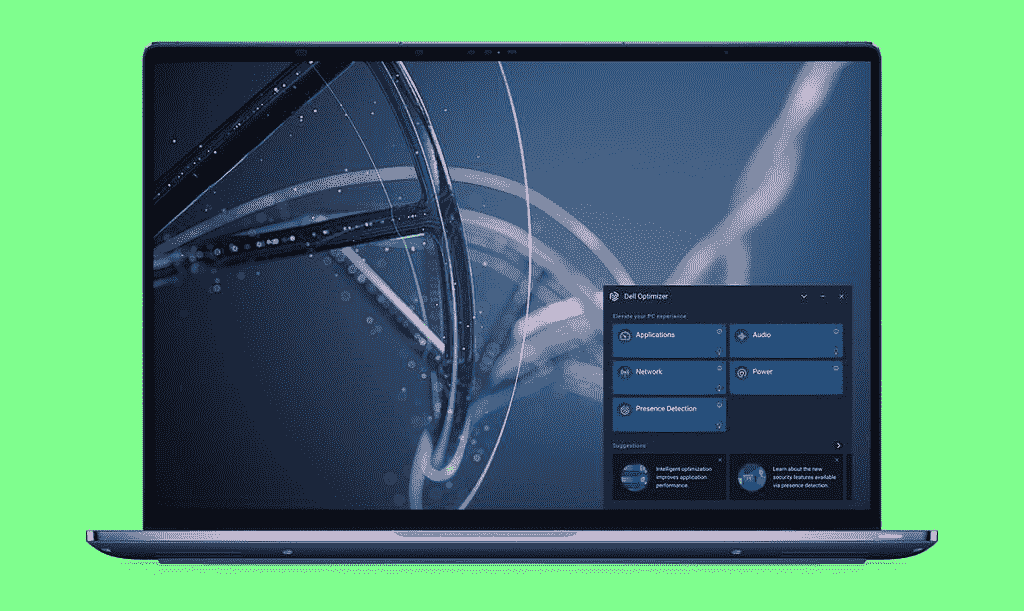 Dell Optimizer
Elevate your PC experience
Applications
Audio
Network
Power
Presence Detection
Suggestions
Intelligent optimization
improves application
performance.
Learn about the new
security features available
via presence detection.